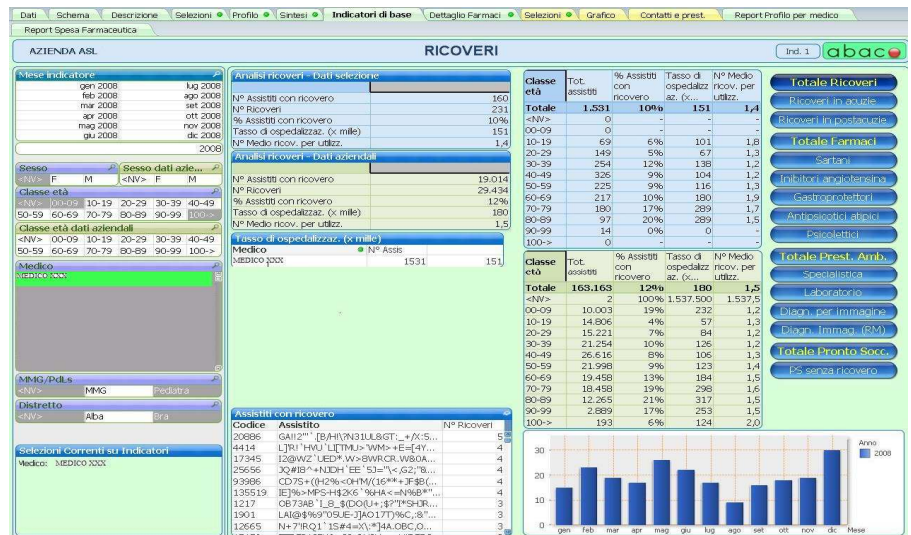 Dati Schema Descrizione Selezioni Profilo Sintesi Indicatori di base Dettaglio Farmaci Selezioni Grafico Contatti e prest. Report Profilo per medico
Report Spesa Farmaceutica
AZIENDA ASL
RICOVERI
Ind. 1
abaco
Mese indicatore
gen 2008 lug 2008
feb 2008 ago 2008
mar 2008 set 2008
apr 2008 ott 2008
mag 2008 nov 2008
giu 2008 dic 2008
2008
Sesso
<NV> F M
Sesso dati azie...
<NV> F M
Classe età
<NV> 00-09 10-19 20-29 30-39 40-49
50-59 60-69 70-79 80-89 90-99 100->
Classe età dati aziendali
<NV> 00-09 10-19 20-29 30-39 40-49
50-59 60-69 70-79 80-89 90-99 100->
Medico
MEDICO XXX
MMG/PdLs
<NV> MMG Pediatra
Distretto
<NV> Alba Bra
Selezioni Correnti su Indicatori
Medico: MEDICO XXX
Analisi ricoveri - Dati selezione
N° Assistiti con ricovero 160
N° Ricoveri 231
% Assistiti con ricovero 10%
Tasso di ospedalizzaz. (x mille) 151
N° Medio ricov. per utilizz. 1,4
Analisi ricoveri - Dati aziendali
N° Assistiti con ricovero 19.014
N° Ricoveri 29.434
% Assistiti con ricovero 12%
Tasso di ospedalizzaz. (x mille) 180
N° Medio ricov. per utilizz. 1,5
Tasso di ospedalizzaz. (x mille)
Medico N° Assis
MEDICO XXX 1531 151
Assistiti con ricovero
Codice Assistito N° Ricoveri
20886 5
4414 4
17345 4
25656 4
93986 4
135519 4
1217 3
1901 3
12665 3
Classe età Tot. assistiti % Assistiti con ricovero Tasso di ospedalizz az. (x... N° Medio ricov. per utilizz.
Totale 1.531 10% 151 1,4
<NV> 0 - - -
00-09 0 - - -
10-19 69 6% 101 1,8
20-29 149 5% 67 1,3
30-39 254 12% 138 1,2
40-49 326 9% 104 1,2
50-59 225 9% 116 1,3
60-69 217 10% 180 1,9
70-79 180 17% 289 1,7
80-89 97 20% 289 1,5
90-99 14 0% 0 -
100-> 0 - - -
Classe età Tot. assistiti % Assistiti con ricovero Tasso di ospedalizz az. (x... N° Medio ricov. per utilizz.
Totale 163.163 12% 180 1,5
<NV> 2 100% 1.537.500 1.537,5
00-09 10.003 19% 232 1,2
10-19 14.806 4% 57 1,3
20-29 15.221 7% 84 1,2
30-39 21.254 10% 126 1,2
40-49 26.616 8% 106 1,3
50-59 21.998 9% 123 1,4
60-69 19.458 13% 184 1,5
70-79 18.458 19% 298 1,6
80-89 12.265 21% 317 1,5
90-99 2.889 17% 253 1,5
100-> 193 6% 124 2,0
Totale Ricoveri
Ricoveri in acuzie
Ricoveri in postacuzie
Totale Farmaci
Sartani
Inibitori angiotensina
Gastroprotettori
Antipsicotici atipici
Psicolettici
Totale Prest. Amb.
Specialistica
Laboratorio
Diagn. per immagine
Diagn. Immag. (RM)
Totale Pronto Socc.
PS senza ricovero
30
20
10
0
gen feb mar apr mag giu lug ago set ott nov dic Mese
Anno
2008